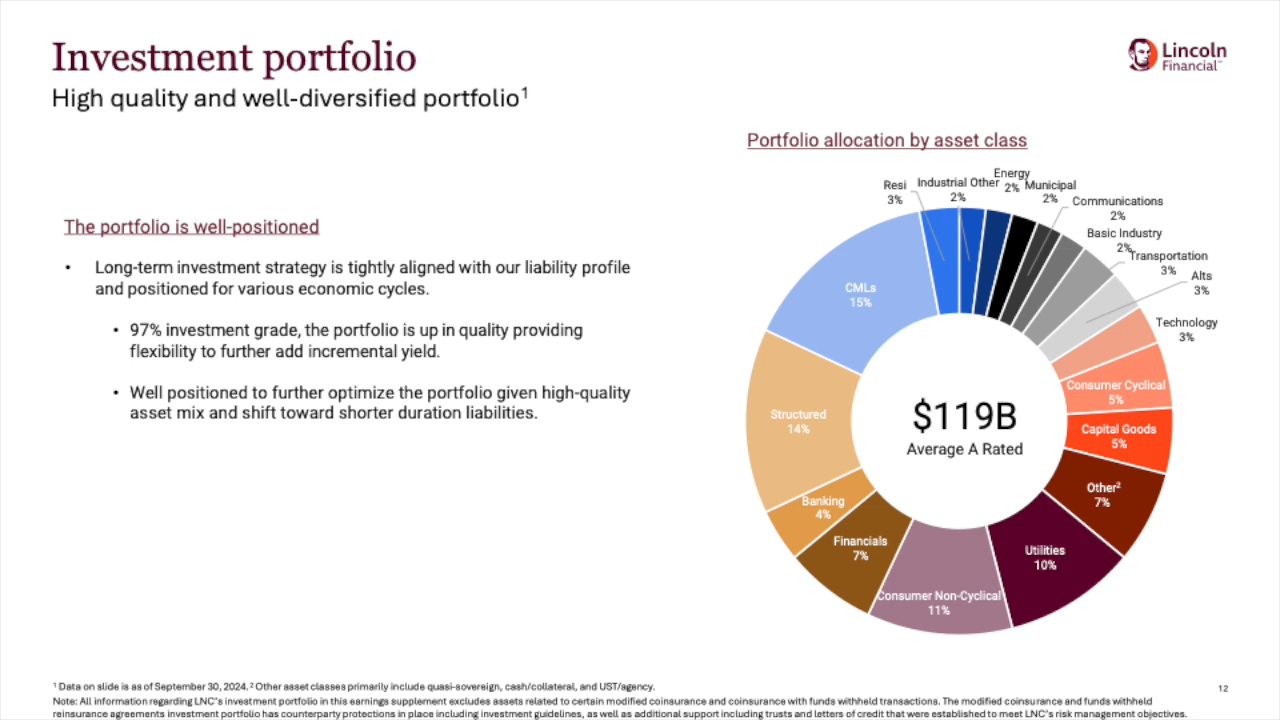 Investment portfolio
High quality and well-diversified portfolio¹
Lincoln
Financial™
The portfolio is well-positioned
• Long-term investment strategy is tightly aligned with our liability profile
and positioned for various economic cycles.
• 97% investment grade, the portfolio is up in quality providing
flexibility to further add incremental yield.
• Well positioned to further optimize the portfolio given high-quality
asset mix and shift toward shorter duration liabilities.
Portfolio allocation by asset class
Resi
3%
Industrial Other
2%
Energy
2%
Municipal
2%
Communications
2%
Basic Industry
2%
Transportation
3%
Alts
3%
Technology
3%
Consumer Cyclical
5%
Capital Goods
5%
Other²
7%
Utilities
10%
Consumer Non-Cyclical
11%
Financials
7%
Banking
4%
Structured
14%
CMLs
15%
$119B
Average A Rated
¹ Data on slide is as of September 30, 2024. ² Other asset classes primarily include quasi-sovereign, cash/collateral, and UST/agency.
Note: All information regarding LNC's investment portfolio in this earnings supplement excludes assets related to certain modified coinsurance and coinsurance with funds withheld transactions. The modified coinsurance and funds withheld
reinsurance agreements investment portfolio has counterparty protections in place including investment guidelines, as well as additional support including trusts and letters of credit that were established to meet LNC's risk management objectives.
12